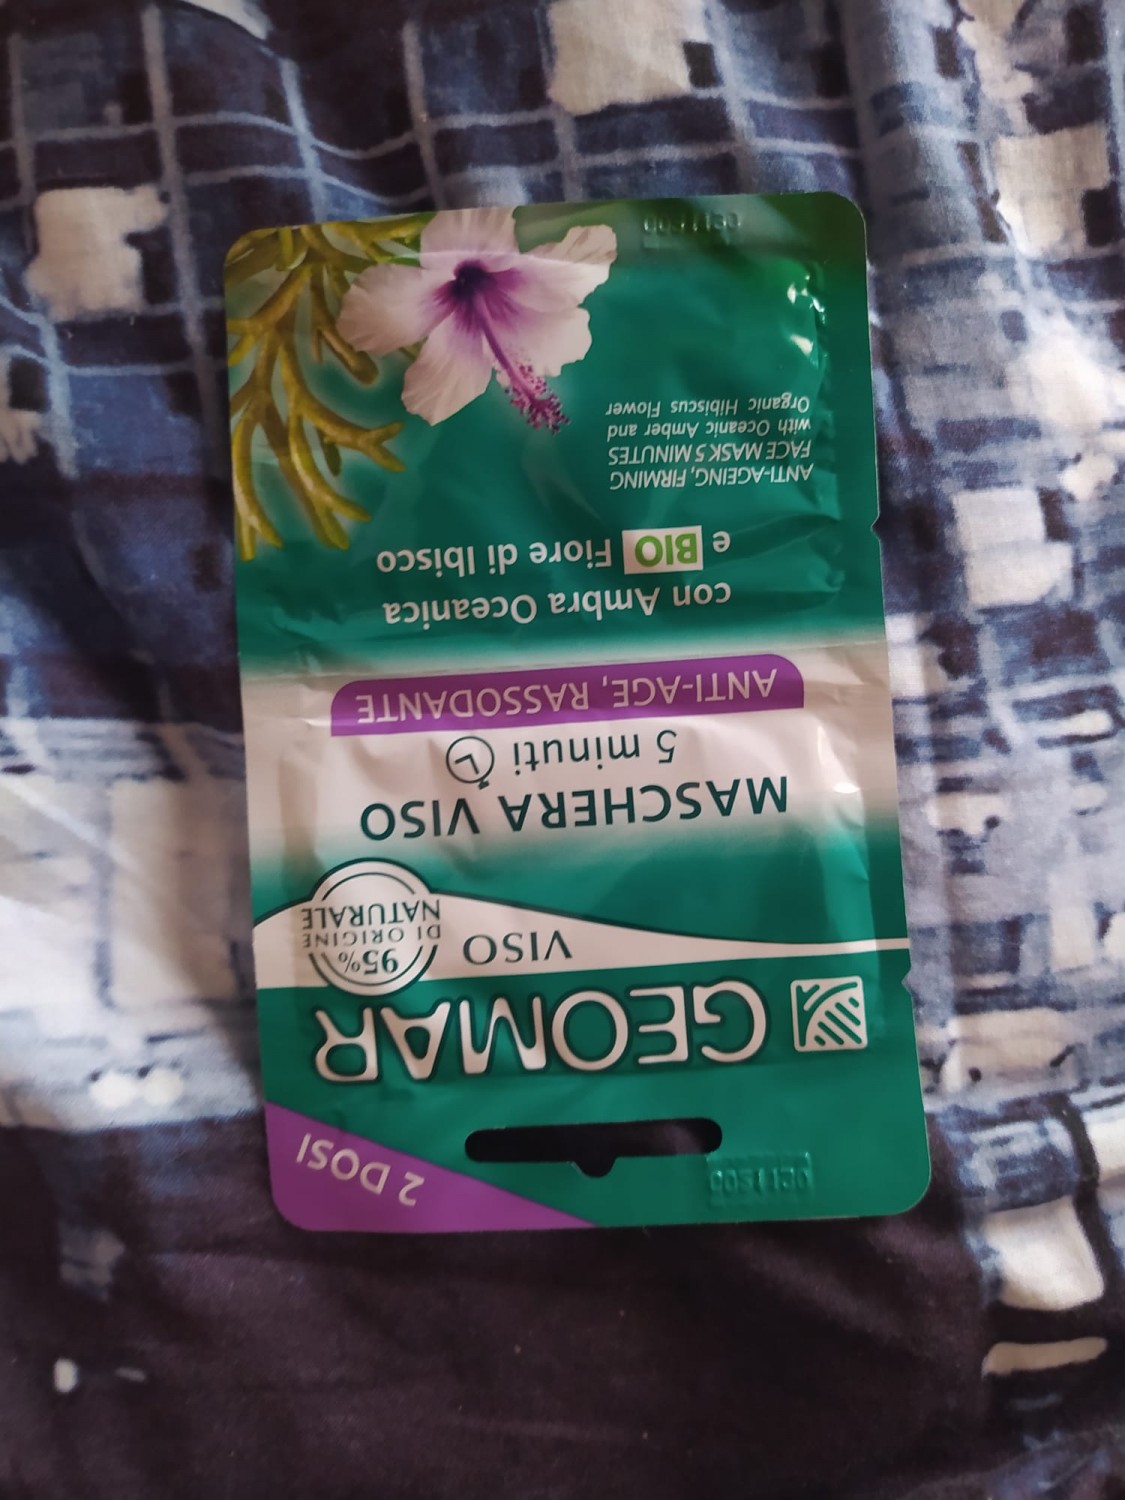 GEOMAR
VISO
95%
DI ORIGINE
NATURALE
MASCHERA VISO
5 minuti
ANTI-AGE, RASSODANTE
con Ambra Oceanica
e BIO Fiore di Ibisco
ANTI-AGEING, FIRMING
FACE MASK 5 MINUTES
with Oceanic Amber and
Organic Hibiscus Flower
2 DOSI